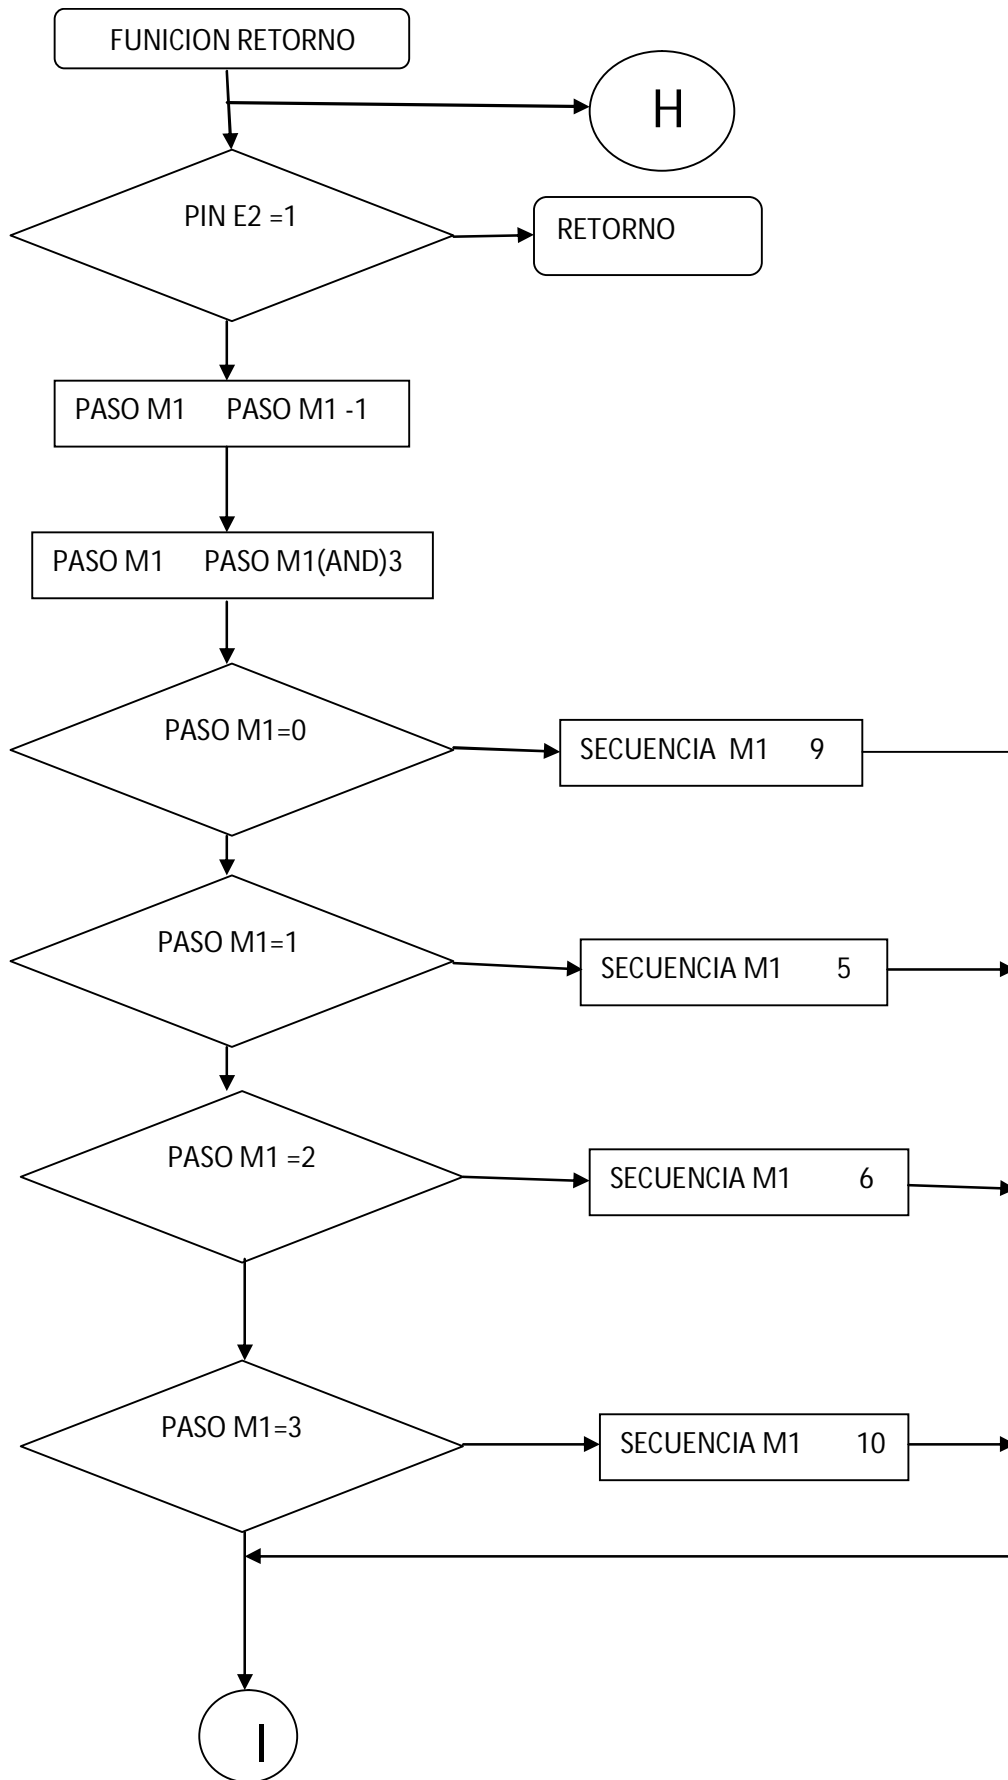 FUNICION RETORNO
H
PIN E2 =1
RETORNO
PASO M1 PASO M1 -1
PASO M1 PASO M1(AND)3
PASO M1=0
SECUENCIA M1 9
PASO M1=1
SECUENCIA M1 5
PASO M1 =2
SECUENCIA M1 6
PASO M1=3
SECUENCIA M1 10
I